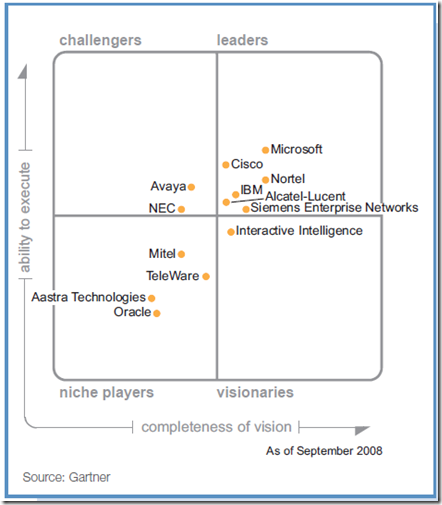 challengers
leaders
Microsoft
Cisco
Nortel
Avaya
IBM
Alcatel-Lucent
NEC
Siemens Enterprise Networks
Interactive Intelligence
Mitel
TeleWare
Aastra Technologies
Oracle
niche players
visionaries
ability to execute
completeness of vision
As of September 2008
Source: Gartner